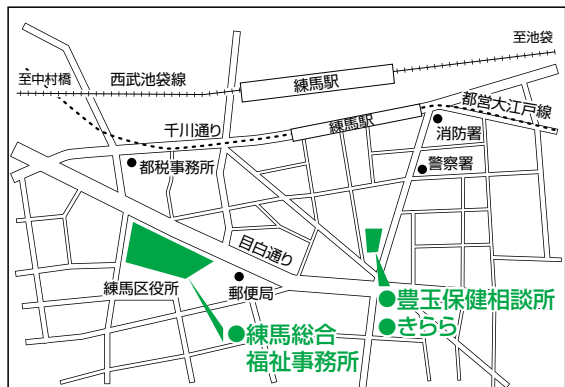 至池袋
至中村橋
西武池袋線
練馬駅
都営大江戸線
千川通り
練馬駅
消防署
都税事務所
警察署
目白通り
練馬区役所
郵便局
●豊玉保健相談所
●きらら
●練馬総合
福祉事務所